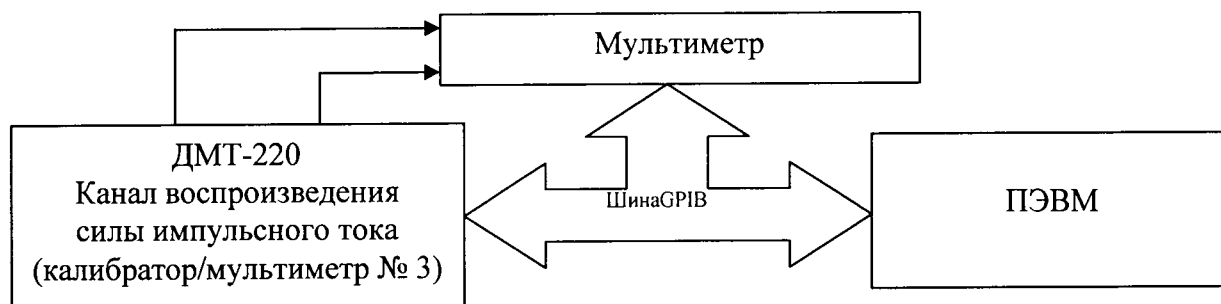 Мультиметр
ДМТ-220
Канал воспроизведения
силы импульсного тока
(калибратор/мультиметр № 3)
ШинаGPIB
ПЭВМ